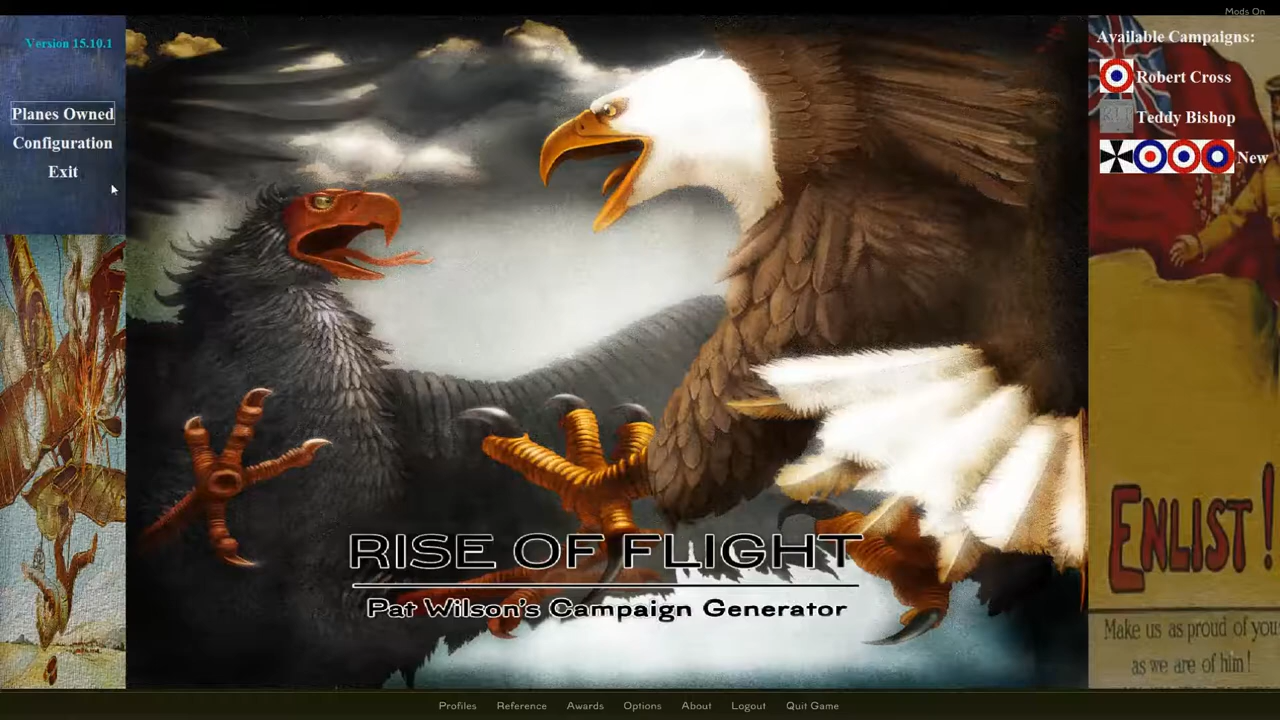 Mods On
Version 15.10.1
Planes Owned
Configuration
Exit
Available Campaigns:
Robert Cross
Teddy Bishop
New
RISE OF FLIGHT
Pat Wilson's Campaign Generator
ENLIST!
Make us as proud of you
as we are of him!
Profiles Reference Awards Options About Logout Quit Game